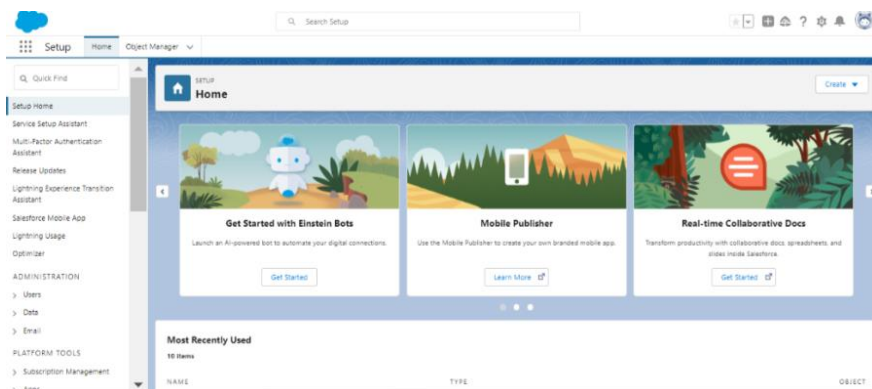 Search Setup
Setup
Home
Object Manager
Quick Find
Setup Home
Service Setup Assistant
Multi-Factor Authentication
Assistant
Release Updates
Lightning Experience Transition
Assistant
Salesforce Mobile App
Lightning Usage
Optimizer
ADMINISTRATION
Users
Data
Email
PLATFORM TOOLS
Subscription Management
Apps
SETUP
Home
Create
Get Started with Einstein Bots
Launch an AI-powered bot to automate your digital connections.
Get Started
Mobile Publisher
Use the Mobile Publisher to create your own branded mobile app.
Learn More
Real-time Collaborative Docs
Transform productivity with collaborative docs, spreadsheets, and
slides inside Salesforce.
Get Started
Most Recently Used
10 items
NAME
TYPE
OBJECT